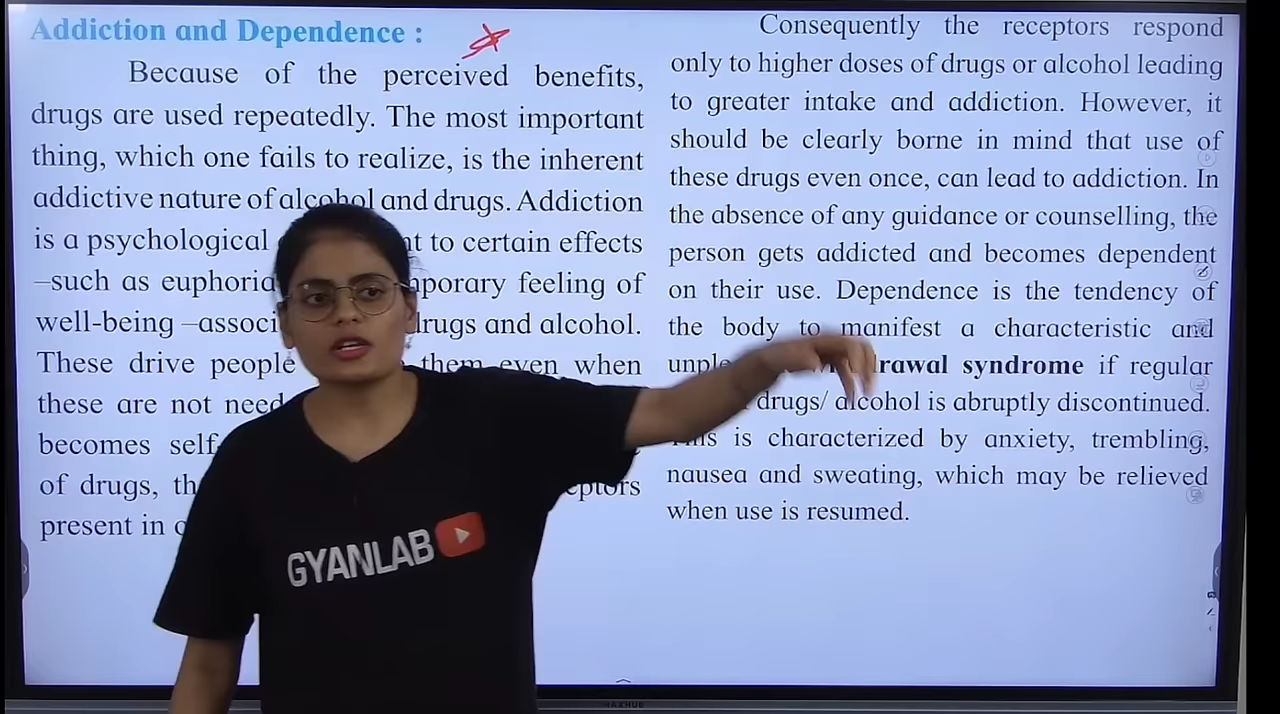 Addiction and Dependence :
Because of the perceived benefits,
drugs are used repeatedly. The most important
thing, which one fails to realize, is the inherent
addictive nature of alcohol and drugs. Addiction
is a psychological nt to certain effects
–such as euphoria mporary feeling of
well-being –associ drugs and alcohol.
These drive people them even when
these are not need
becomes self-
of drugs, th eptors
present in o
Consequently the receptors respond
only to higher doses of drugs or alcohol leading
to greater intake and addiction. However, it
should be clearly borne in mind that use of
these drugs even once, can lead to addiction. In
the absence of any guidance or counselling, the
person gets addicted and becomes dependent
on their use. Dependence is the tendency of
the body to manifest a characteristic and
unple drawal syndrome if regular
drugs/ alcohol is abruptly discontinued.
This is characterized by anxiety, trembling,
nausea and sweating, which may be relieved
when use is resumed.
GYANLAB
MAXHUB